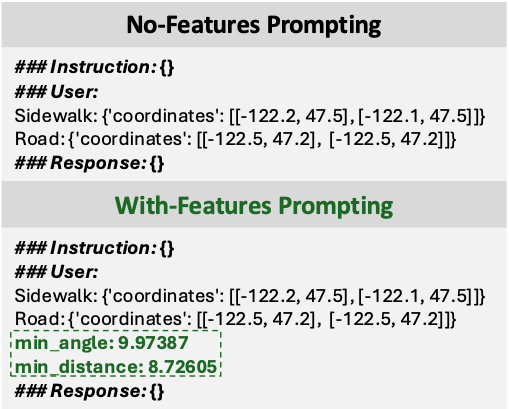 No-Features Prompting
### Instruction: {}
### User:
Sidewalk: {'coordinates': [[-122.2, 47.5], [-122.1, 47.5]]}
Road: {'coordinates': [[-122.5, 47.2], [-122.5, 47.2]]}
### Response: {}
With-Features Prompting
### Instruction: {}
### User:
Sidewalk: {'coordinates': [[-122.2, 47.5], [-122.1, 47.5]]}
Road: {'coordinates': [[-122.5, 47.2], [-122.5, 47.2]]}
min_angle: 9.97387
min_distance: 8.72605
### Response: {}